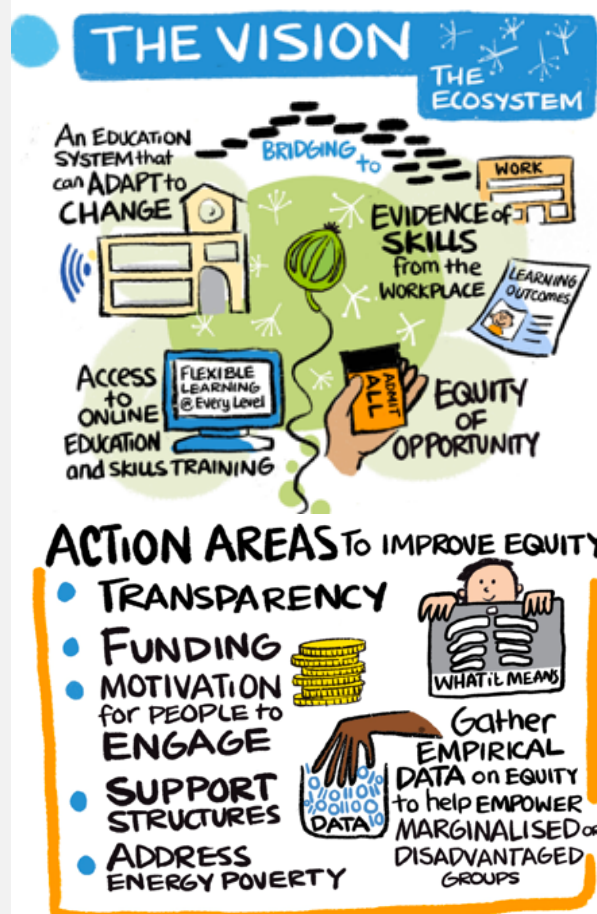 THE VISION
THE
ECOSYSTEM
An EDUCATION
SYSTEM that
can ADAPT to
CHANGE
BRIDGING
to
WORK
EVIDENCE of
SKILLS
from the
WORKPLACE
LEARNING
OUTCOMES
Access
to
ONLINE
EDUCATION
and SKILLS TRAINING
FLEXIBLE
LEARNING
@ Every Level
ADMIT
ALL
EQUITY
OF
OPPORTUNITY
ACTION AREAS To IMPROVE EQUITY
TRANSPARENCY
FUNDING
MOTIVATION
for PEOPLE to
ENGAGE
SUPPORT
STRUCTURES
ADDRESS
ENERGY POVERTY
WHAT it MEANS
DATA
Gather
EMPIRICAL
DATA on EQUITY
to help EMPOWER
MARGINALISED or
DISADVANTAGED
GROUPS